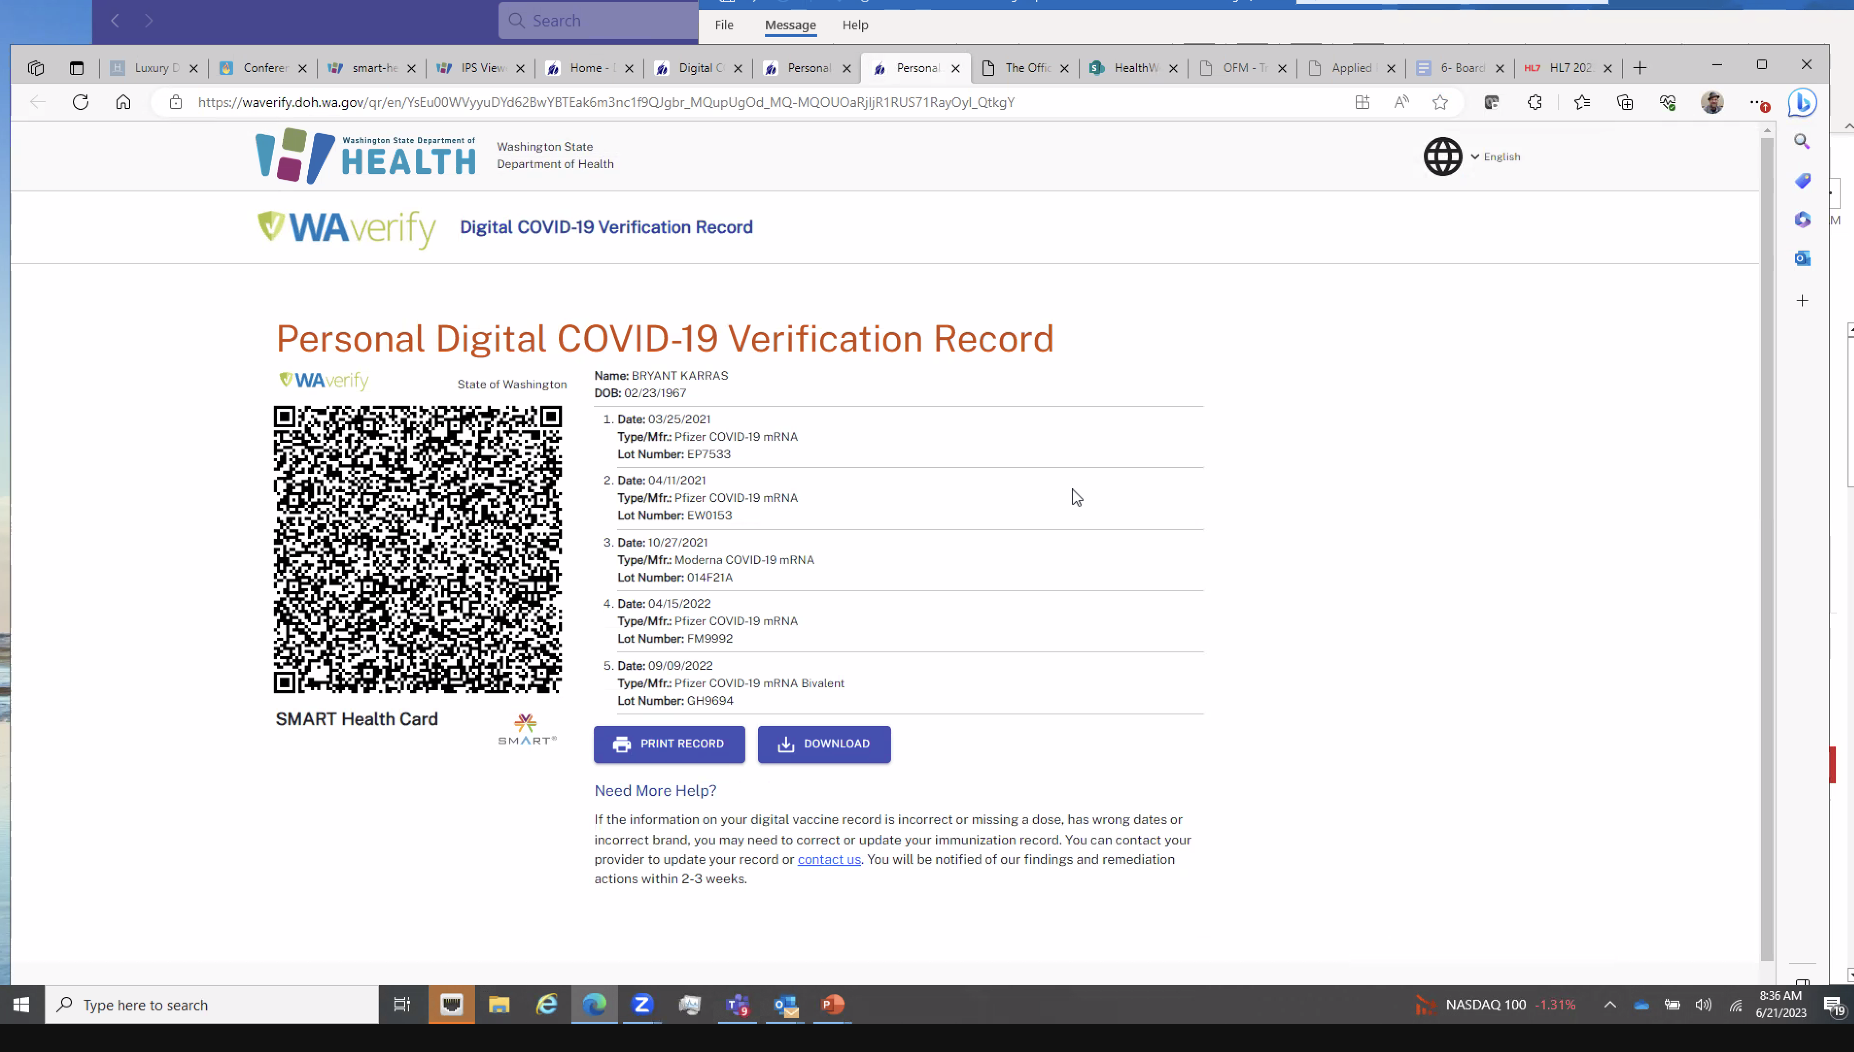 Search
File Message Help
Luxury D
Conferen
smart-he
IPS View
Home - D
Digital C
Personal
Personal
The Offic
HealthW
OFM - Tr
Applied
6- Board
HL7 HL7 202
https://waverify.doh.wa.gov/qr/en/YsEu00WVyyuDYd62BwYBTEak6m3nc1f9QJgbr_MQupUgOd_MQ-MQOUOaRjIjR1RUS71RayOyI_QtkgY
Washington State Department of
HEALTH
Washington State
Department of Health
English
WAverify
Digital COVID-19 Verification Record
Personal Digital COVID-19 Verification Record
WAverify
State of Washington
Name: BRYANT KARRAS
DOB: 02/23/1967
1. Date: 03/25/2021
Type/Mfr.: Pfizer COVID-19 mRNA
Lot Number: EP7533
2. Date: 04/11/2021
Type/Mfr.: Pfizer COVID-19 mRNA
Lot Number: EW0153
3. Date: 10/27/2021
Type/Mfr.: Moderna COVID-19 mRNA
Lot Number: 014F21A
4. Date: 04/15/2022
Type/Mfr.: Pfizer COVID-19 mRNA
Lot Number: FM9992
5. Date: 09/09/2022
Type/Mfr.: Pfizer COVID-19 mRNA Bivalent
Lot Number: GH9694
SMART Health Card
SMART®
PRINT RECORD
DOWNLOAD
Need More Help?
If the information on your digital vaccine record is incorrect or missing a dose, has wrong dates or
incorrect brand, you may need to correct or update your immunization record. You can contact your
provider to update your record or contact us. You will be notified of our findings and remediation
actions within 2-3 weeks.
Type here to search
NASDAQ 100 -1.31%
8:36 AM
6/21/2023
19